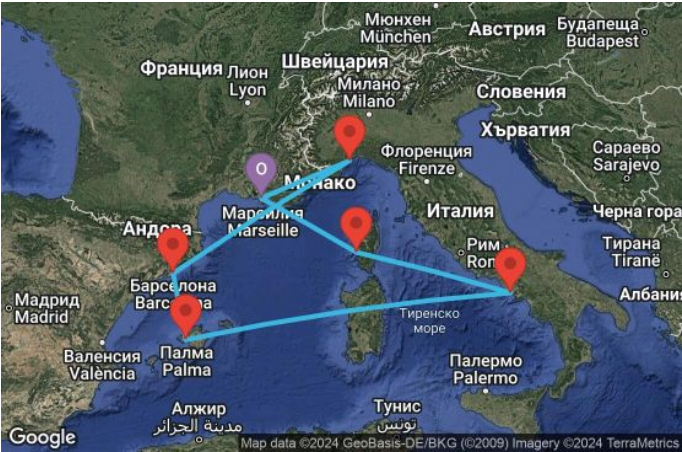 Мюнхен
München
Австрия
Будапеща
Budapest
Франция
Лион
Lyon
Швейцария
Милано
Milano
Словения
Хърватия
Флоренция
Firenze
Сараево
Sarajevo
O
Монако
Марсилия
Marseille
Италия
Черна гора
Андора
Рим
Rom
Тирана
Tiranë
Барселона
Barcelona
Мадрид
Madrid
Албания
Тиренско
море
Валенсия
València
Палма
Palma
Палермо
Palermo
Алжир
مدينة الجزائر
Тунис
تونس
Google
Map data ©2024 GeoBasis-DE/BKG (©2009) Imagery ©2024 TerraMetrics